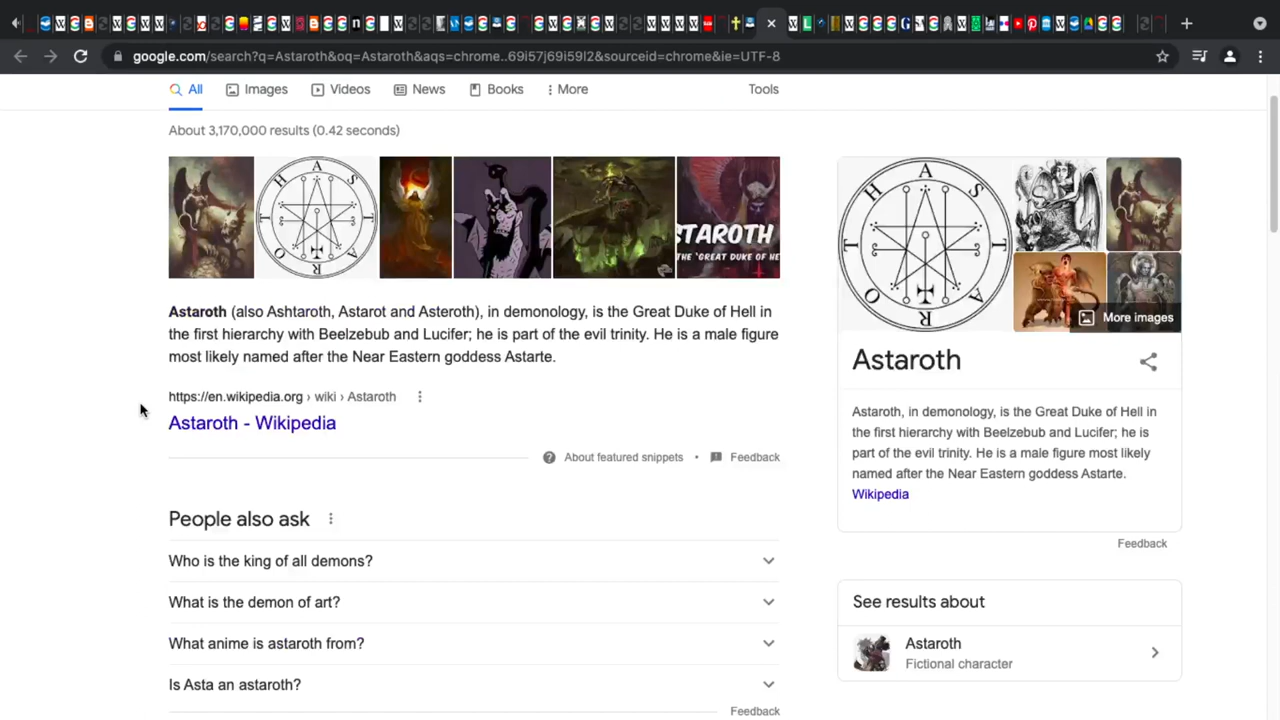 google.com/search?q=Astaroth&oq=Astaroth&aqs=chrome..69i57j69i59l2&sourceid=chrome&ie=UTF-8
All Images Videos News Books More Tools
About 3,170,000 results (0.42 seconds)
A S T A R O T H
STAROTH
THE 'GREAT DUKE OF HE
Astaroth (also Ashtaroth, Astarot and Asteroth), in demonology, is the Great Duke of Hell in
the first hierarchy with Beelzebub and Lucifer; he is part of the evil trinity. He is a male figure
most likely named after the Near Eastern goddess Astarte.
https://en.wikipedia.org › wiki › Astaroth
Astaroth - Wikipedia
About featured snippets • Feedback
People also ask
Who is the king of all demons?
What is the demon of art?
What anime is astaroth from?
Is Asta an astaroth?
Feedback
A S T A R O T H
More images
Astaroth
Astaroth, in demonology, is the Great Duke of Hell in
the first hierarchy with Beelzebub and Lucifer; he is
part of the evil trinity. He is a male figure most likely
named after the Near Eastern goddess Astarte.
Wikipedia
Feedback
See results about
Astaroth
Fictional character